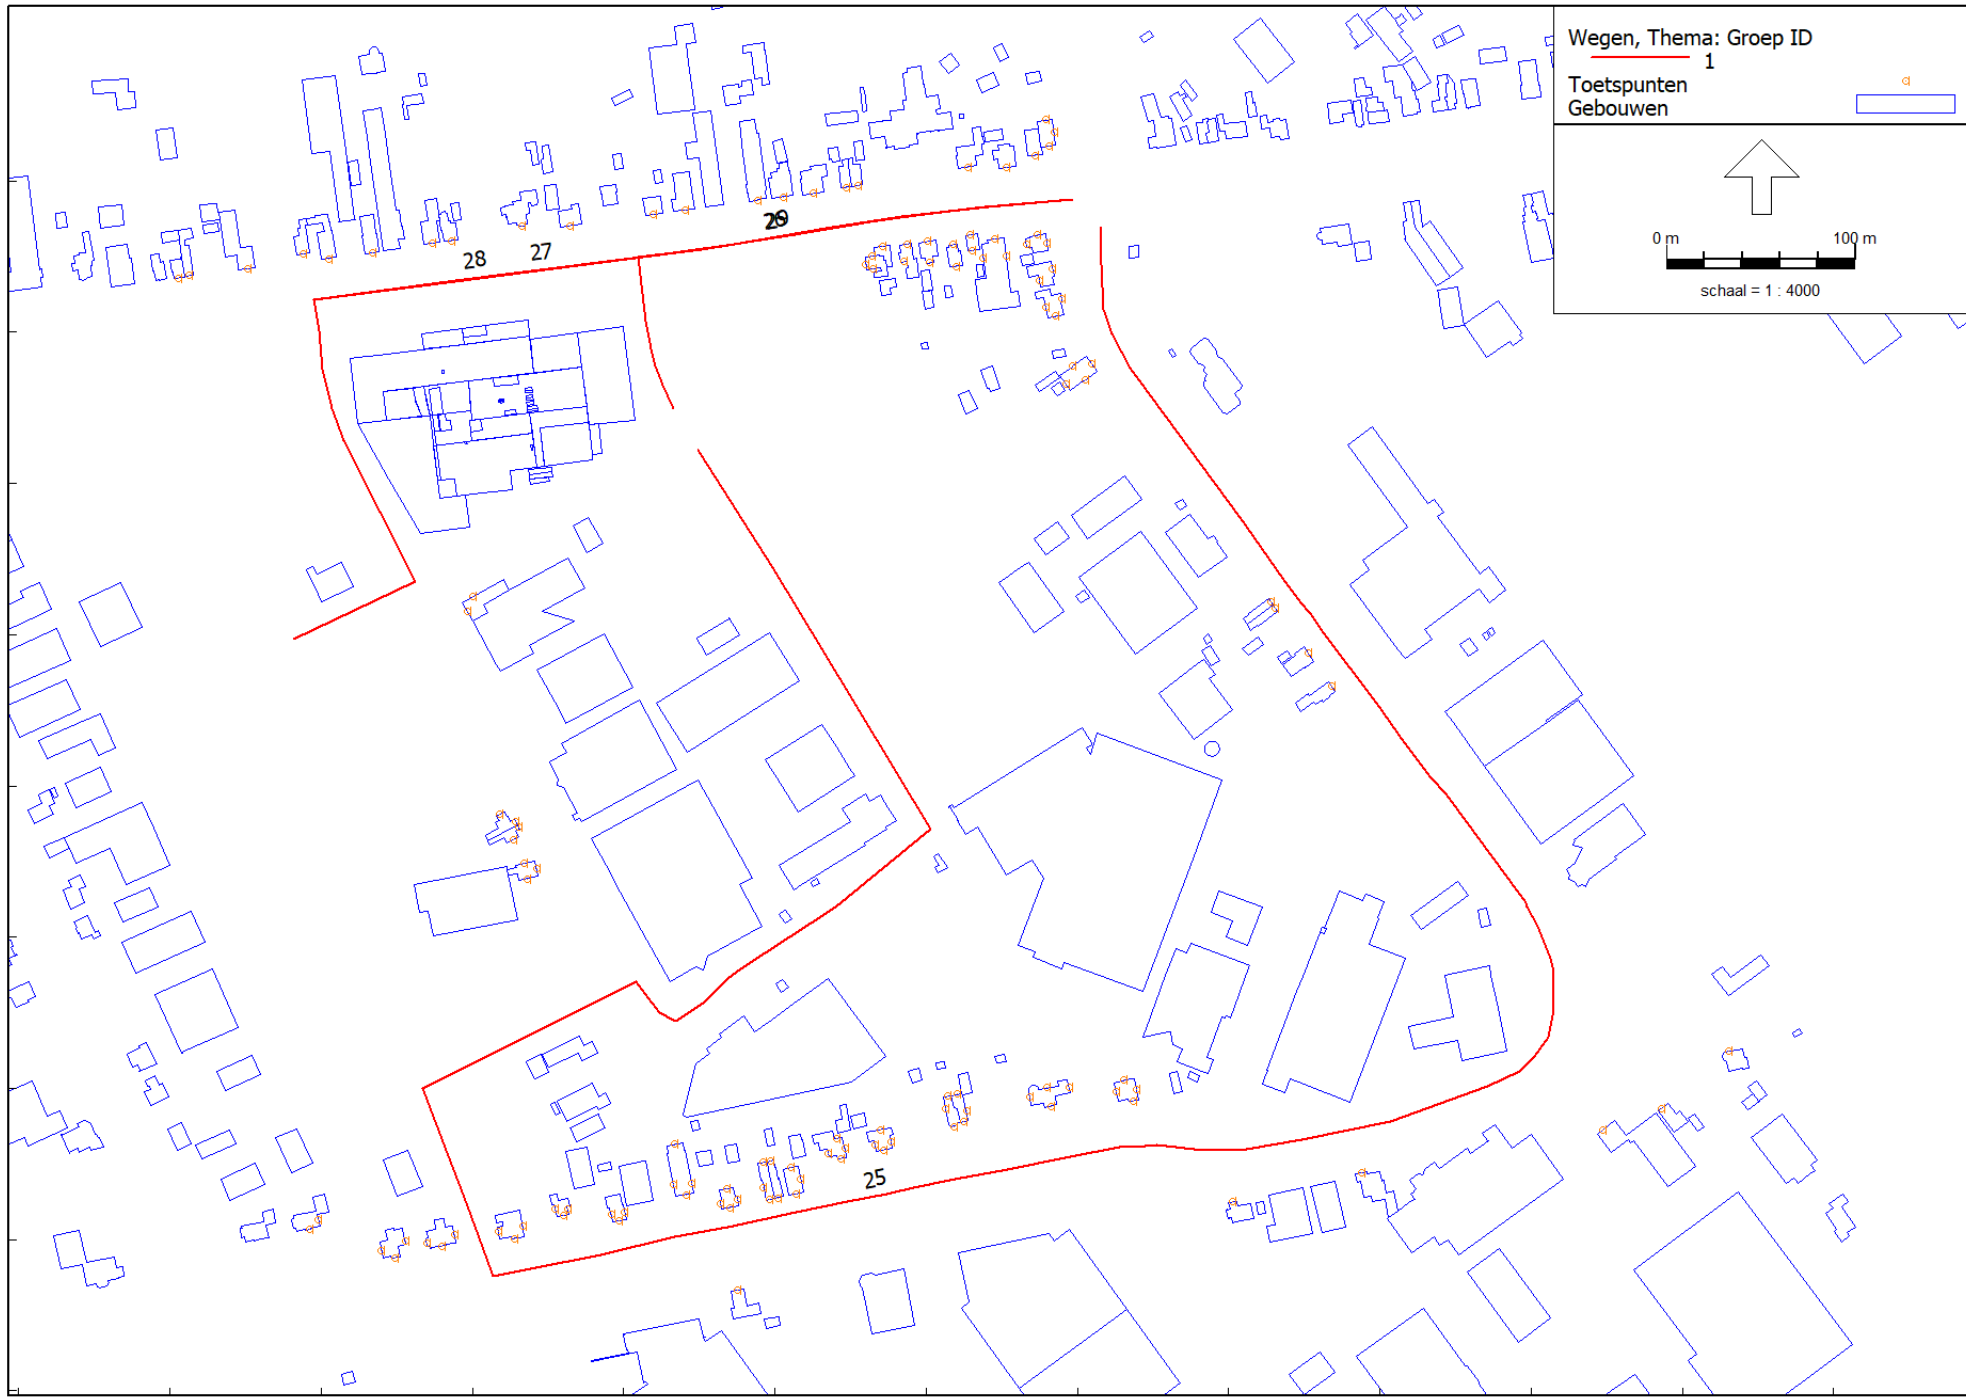 Wegen, Thema: Groep ID
1
Toetspunten
Gebouwen
0 m 100 m
schaal = 1 : 4000
28
27
25